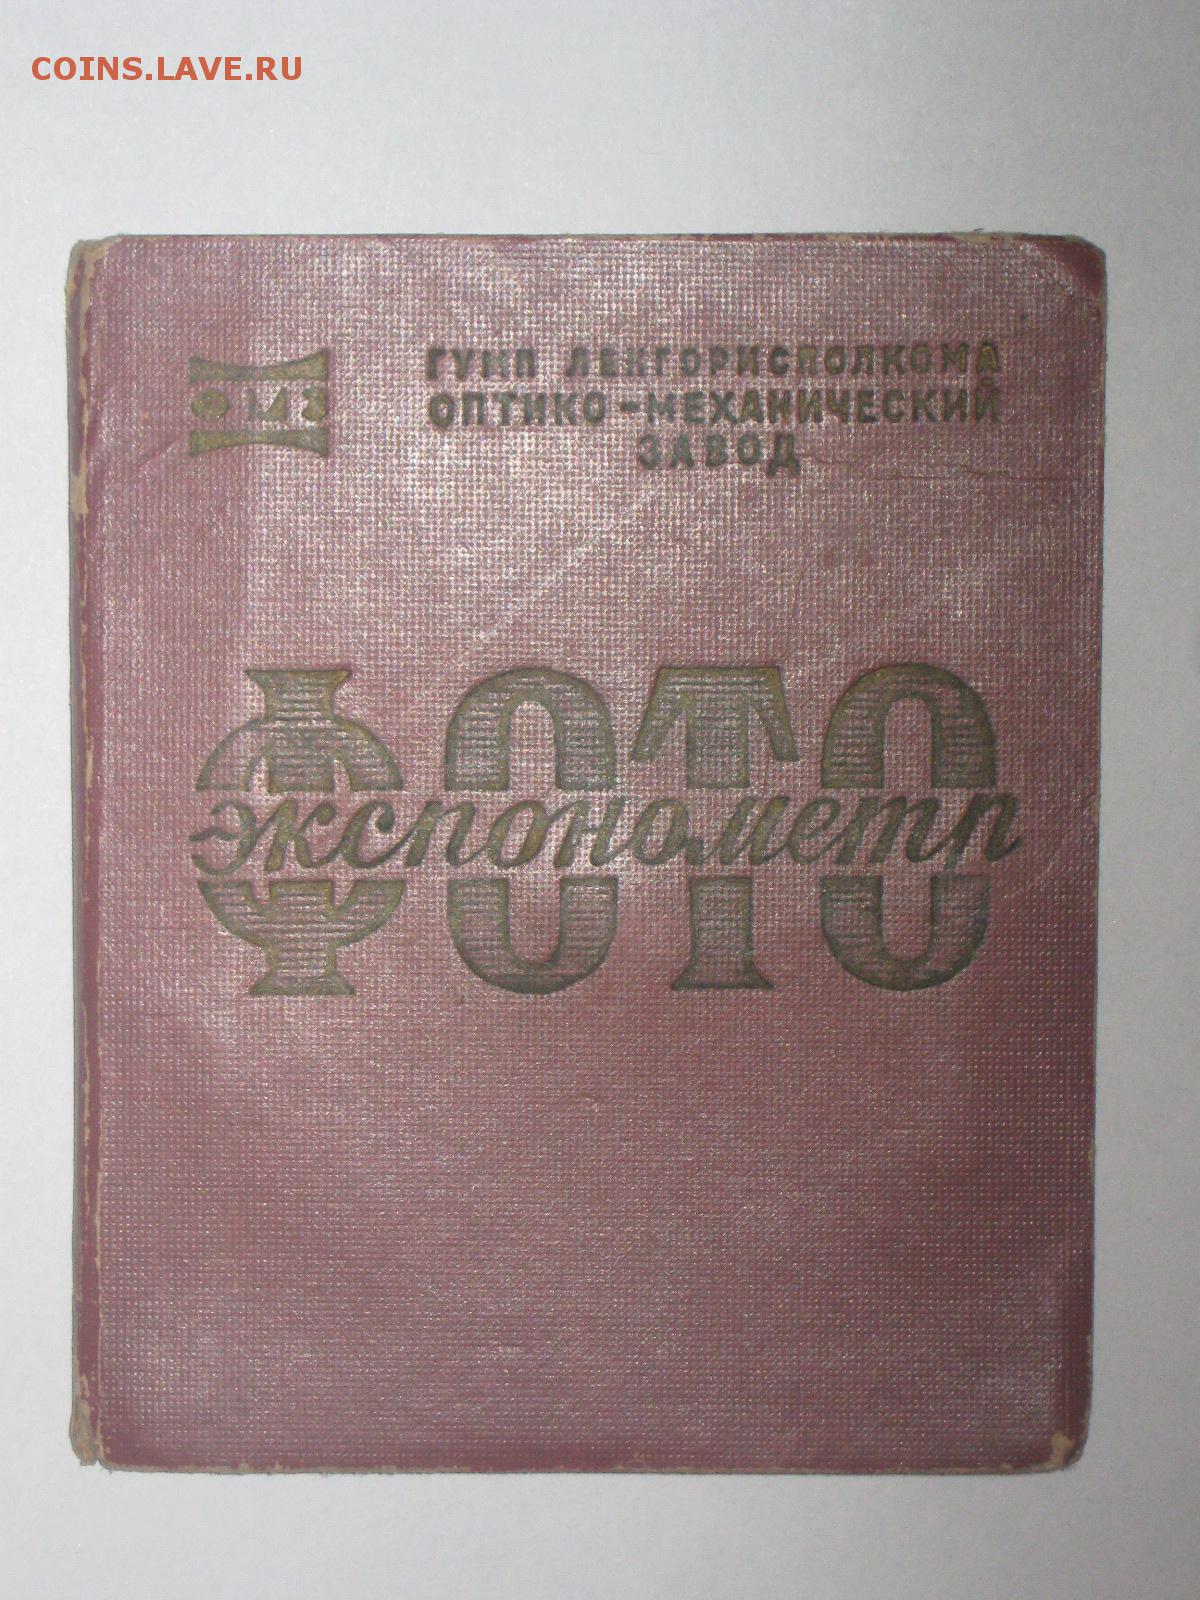 COINS.LAVE.RU
ГУМП ЛЕНГОРИСПОЛКОМА
ОПТИКО-МЕХАНИЧЕСКИЙ
ЗАВОД
ФОТО
экспонометр